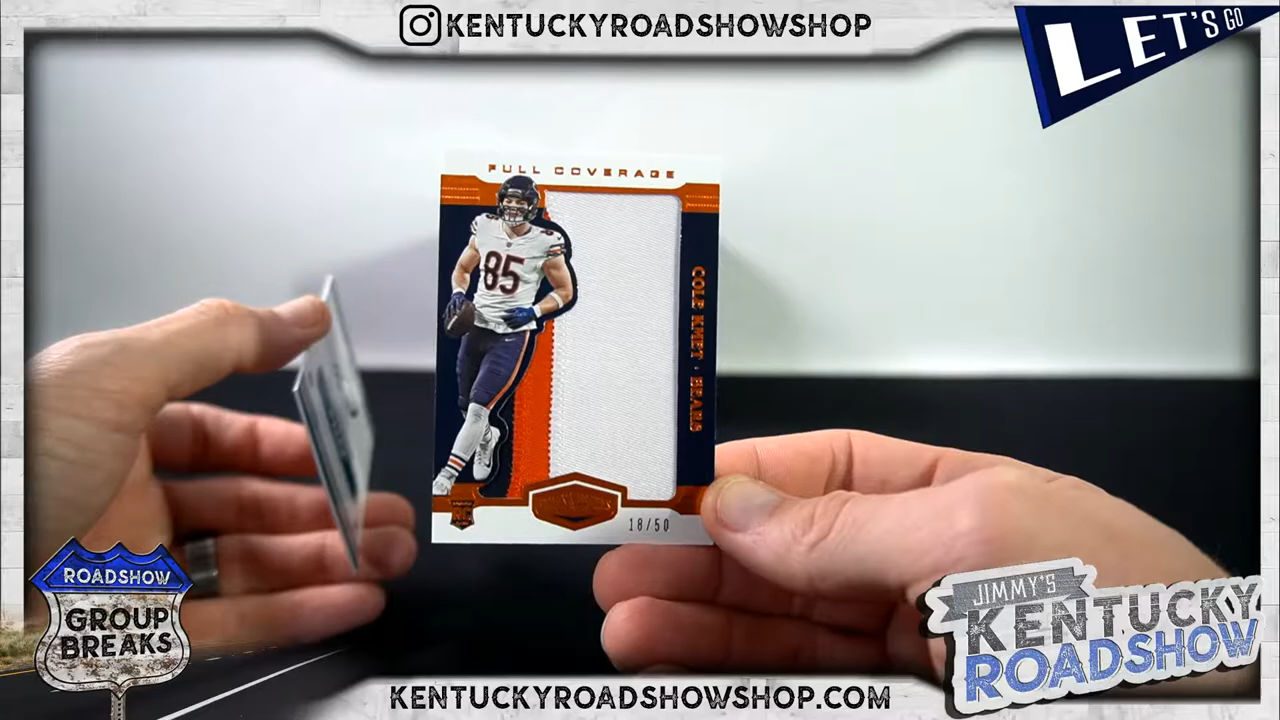 KENTUCKYROADSHOWSHOP
LET'S GO
FULL COVERAGE
85
COLE KMET · BEARS
18/50
ROADSHOW
GROUP
BREAKS
JIMMY'S
KENTUCKY
ROADSHOW
KENTUCKYROADSHOWSHOP.COM